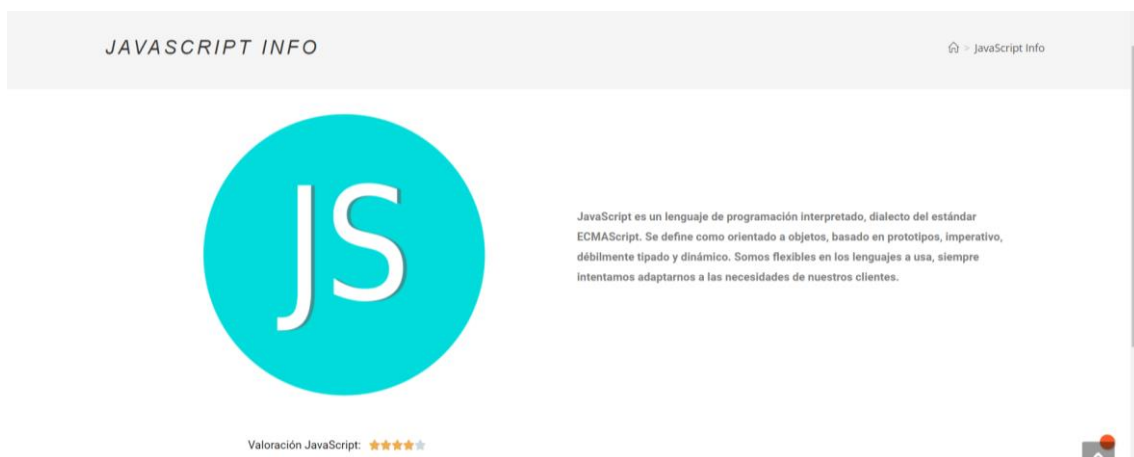 JAVASCRIPT INFO
> JavaScript Info
JS
JavaScript es un lenguaje de programación interpretado, dialecto del estándar
ECMAScript. Se define como orientado a objetos, basado en prototipos, imperativo,
débilmente tipado y dinámico. Somos flexibles en los lenguajes a usa, siempre
intentamos adaptarnos a las necesidades de nuestros clientes.
Valoración JavaScript: